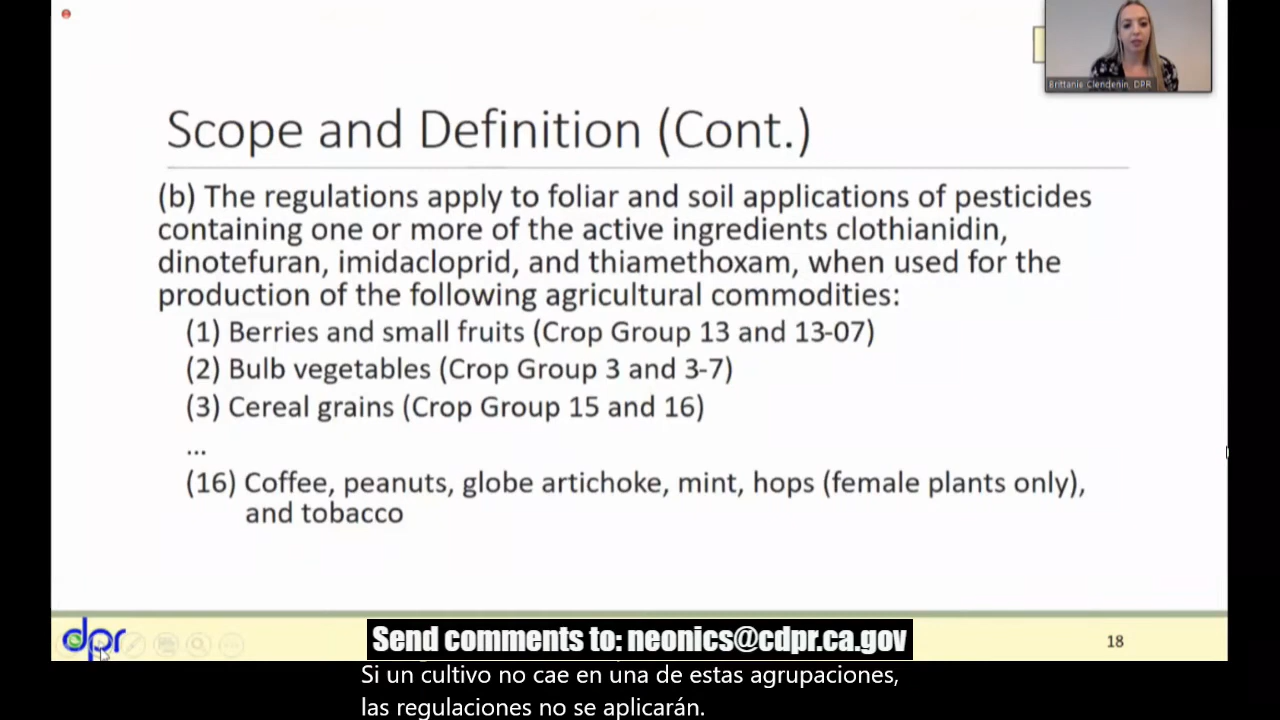 Brittanie Clendenin, DPR
Scope and Definition (Cont.)
(b) The regulations apply to foliar and soil applications of pesticides
containing one or more of the active ingredients clothianidin,
dinotefuran, imidacloprid, and thiamethoxam, when used for the
production of the following agricultural commodities:
(1) Berries and small fruits (Crop Group 13 and 13-07)
(2) Bulb vegetables (Crop Group 3 and 3-7)
(3) Cereal grains (Crop Group 15 and 16)
...
(16) Coffee, peanuts, globe artichoke, mint, hops (female plants only),
and tobacco
dpr
Send comments to: neonics@cdpr.ca.gov
18
Si un cultivo no cae en una de estas agrupaciones,
las regulaciones no se aplicarán.